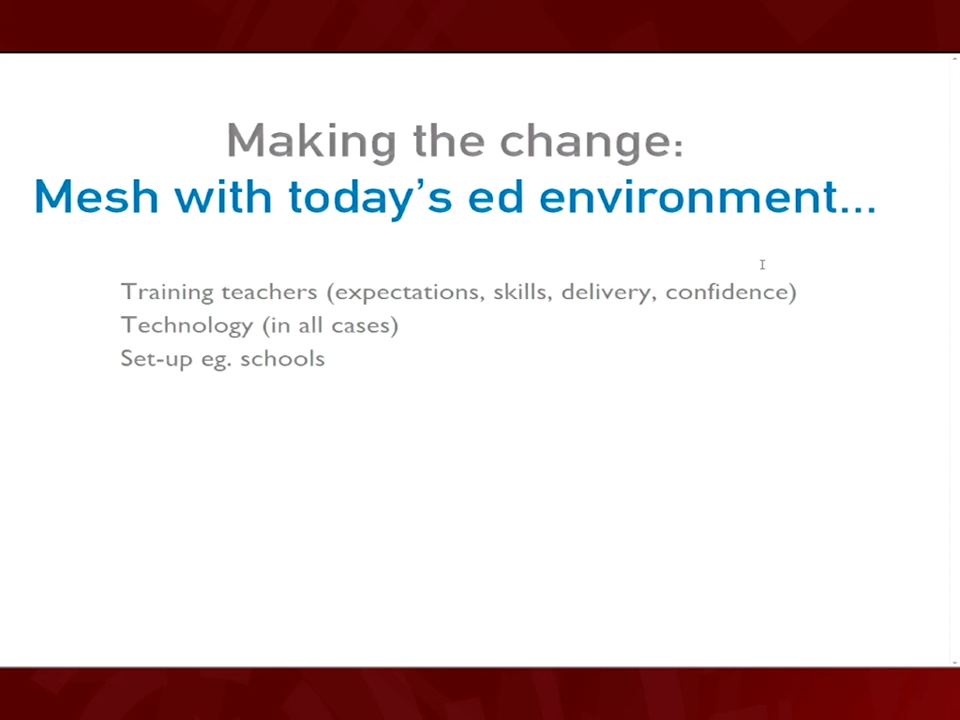 Making the change:
Mesh with today's ed environment...
Training teachers (expectations, skills, delivery, confidence)
Technology (in all cases)
Set-up eg. schools